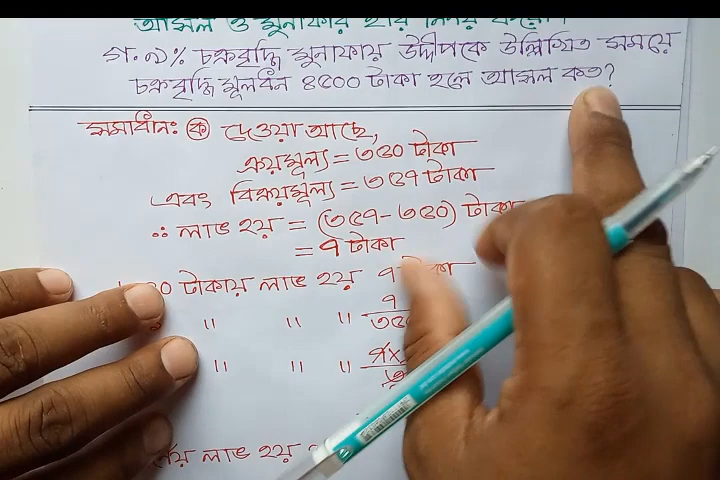 আসল ও মুনাফার হার নির্ণয় করো।
গ. ৭% চক্রবৃদ্ধি মুনাফায় উদ্দীপকে উল্লিখিত সময়ে
চক্রবৃদ্ধি মূলধন ৪৫০০ টাকা হলে আসল কত?
সমাধান: ক দেওয়া আছে,
ক্রয়মূল্য = ৩৫০ টাকা
এবং বিক্রয়মূল্য = ৩৫৭ টাকা
∴ লাভ হয় = (৩৫৭-৩৫০) টাকা
= ৭ টাকা
টাকায় লাভ হয় ৭
" " " ৭
" " " ৭×
লাভ হয়